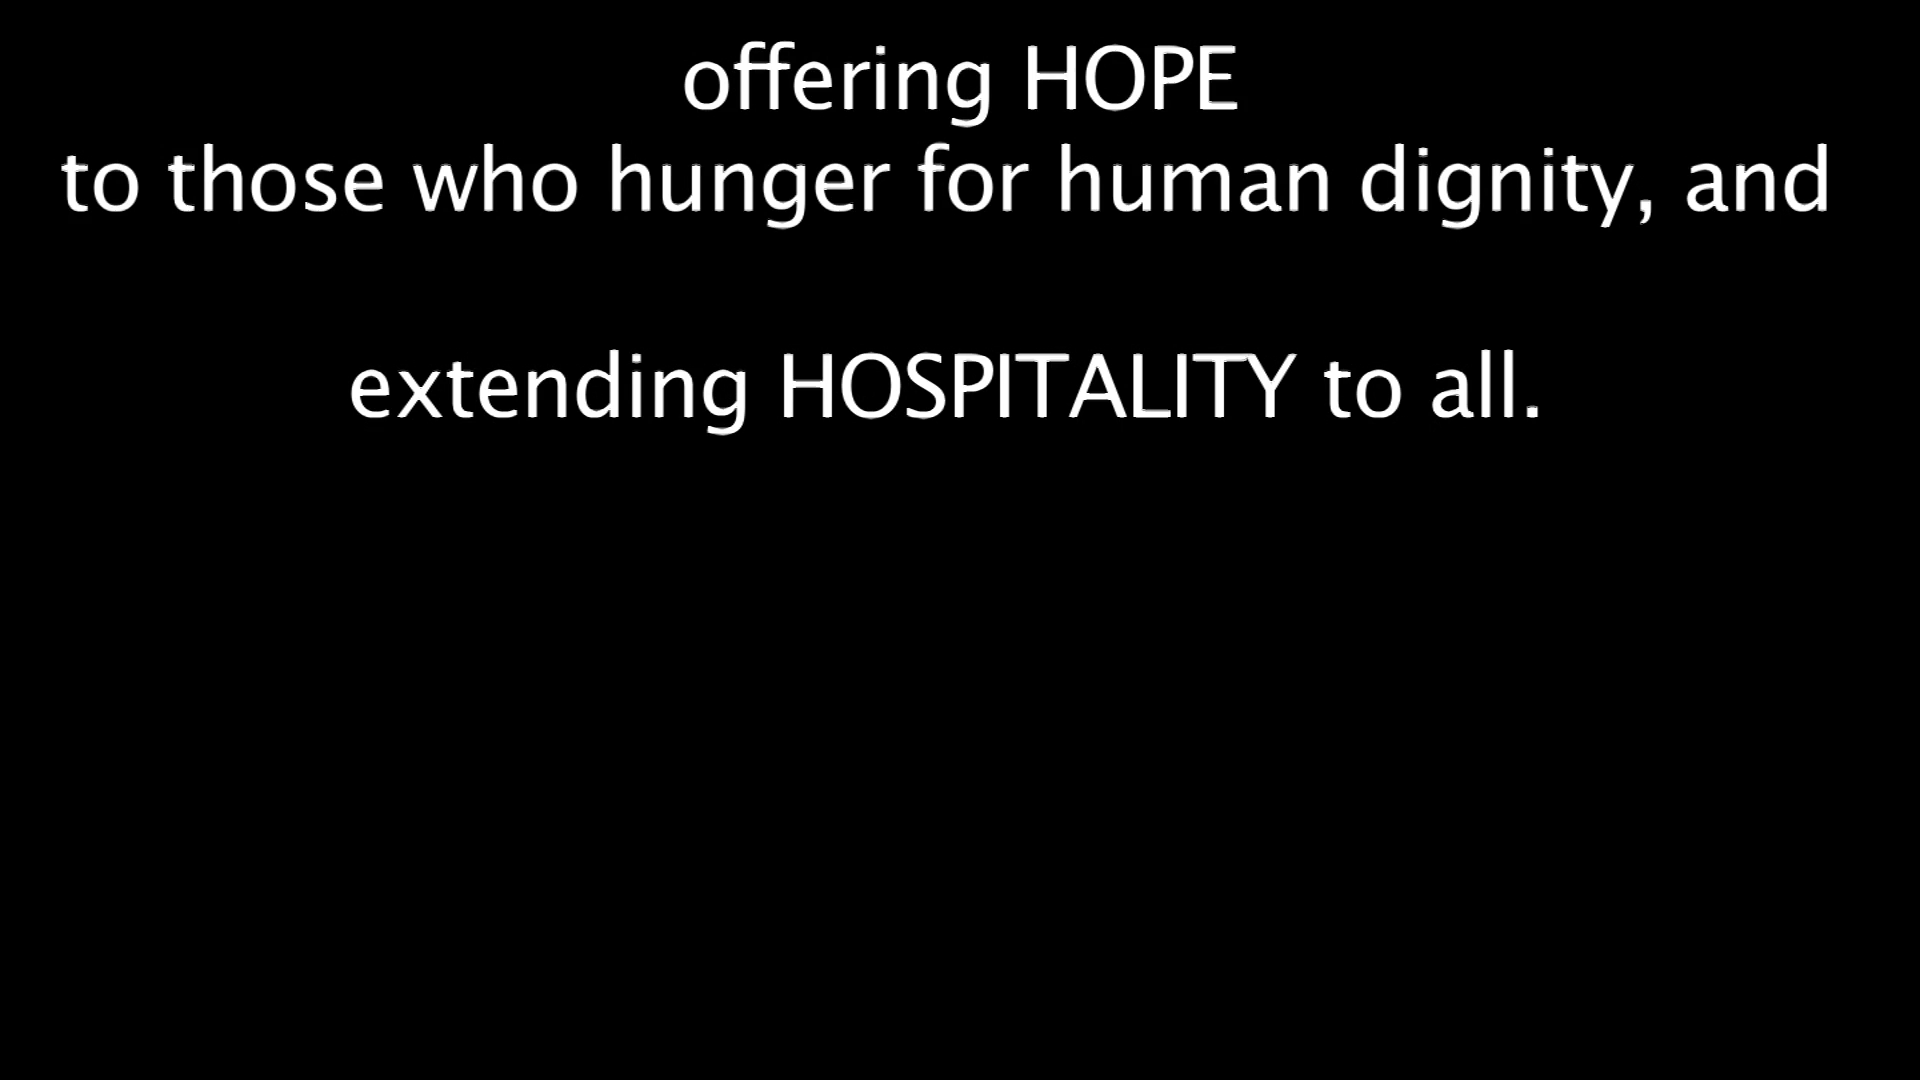 offering HOPE
to those who hunger for human dignity, and
extending HOSPITALITY to all.